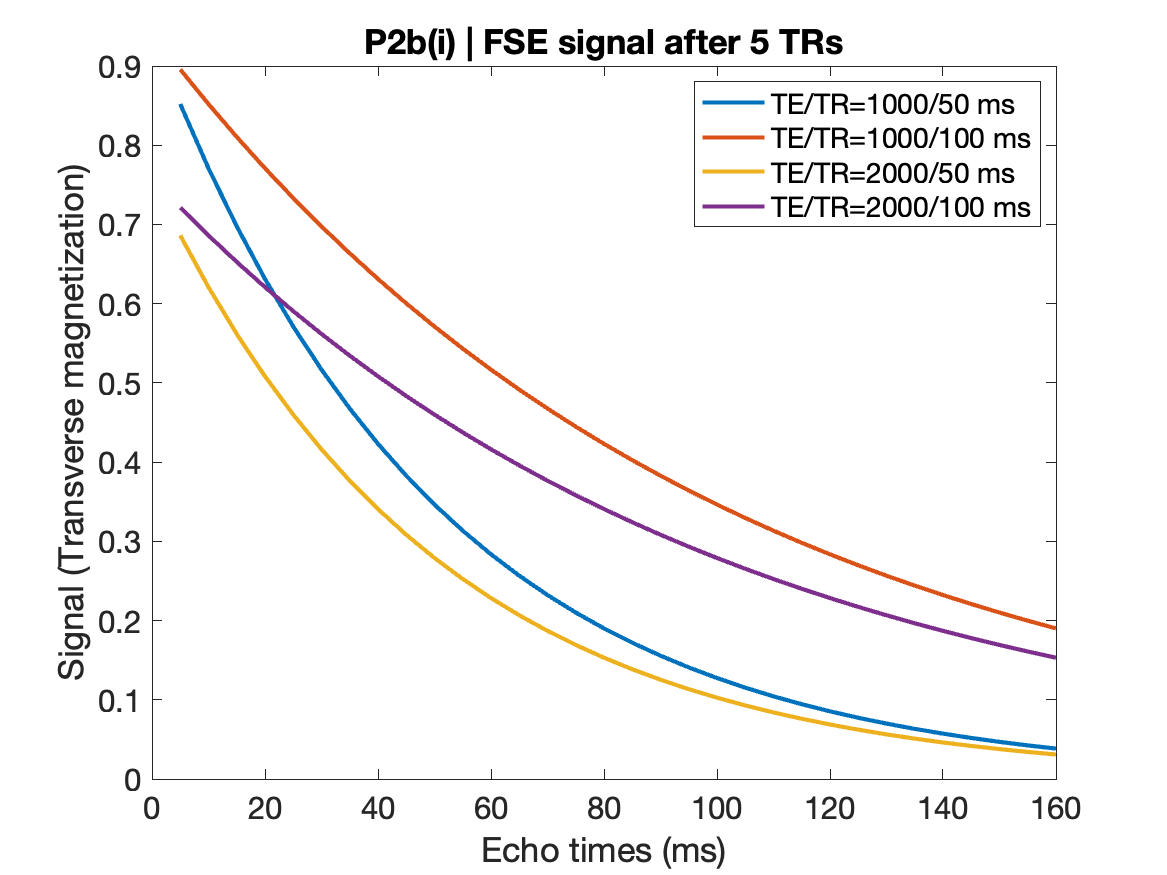 P2b(i) | FSE signal after 5 TRs
Signal (Transverse magnetization)
0.9
0.8
0.7
0.6
0.5
0.4
0.3
0.2
0.1
0
TE/TR=1000/50 ms
TE/TR=1000/100 ms
TE/TR=2000/50 ms
TE/TR=2000/100 ms
0 20 40 60 80 100 120 140 160
Echo times (ms)